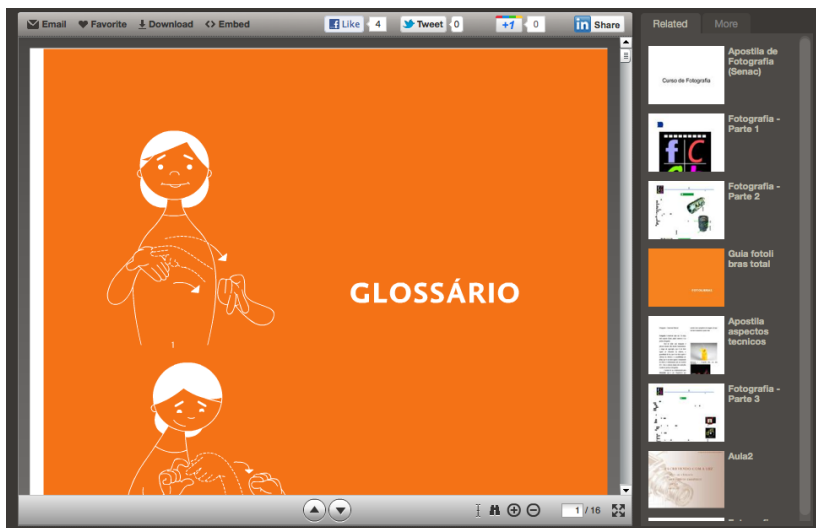 Email Favorite Download <> Embed Like 4 Tweet 0 +1 0 in Share
GLOSSÁRIO
1
1 / 16
Related More
Curso de Fotografia
Apostila de
Fotografia
(Senac)
Fotografia -
Parte 1
Fotografia -
Parte 2
Guia fotoli
bras total
Apostila
aspectos
tecnicos
Fotografia -
Parte 3
Aula2